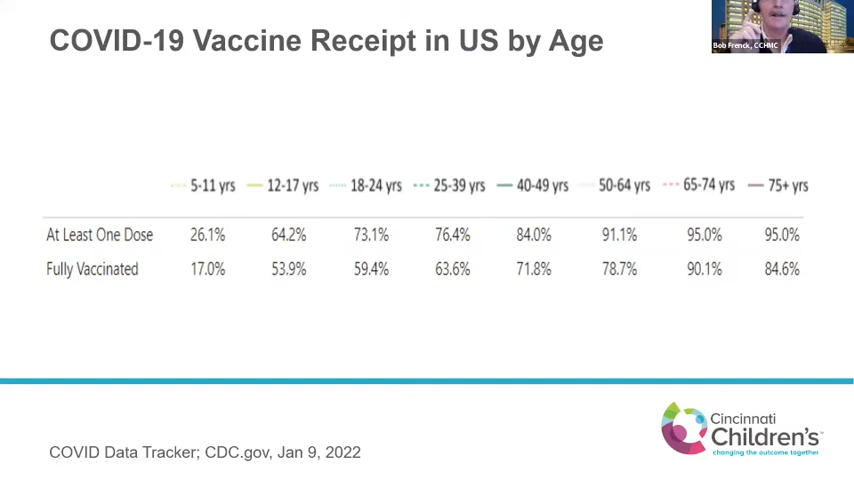 COVID-19 Vaccine Receipt in US by Age
Bob Frenck, CCHMC
5-11 yrs 12-17 yrs 18-24 yrs 25-39 yrs 40-49 yrs 50-64 yrs 65-74 yrs 75+ yrs
At Least One Dose 26.1% 64.2% 73.1% 76.4% 84.0% 91.1% 95.0% 95.0%
Fully Vaccinated 17.0% 53.9% 59.4% 63.6% 71.8% 78.7% 90.1% 84.6%
Cincinnati
Children's™
changing the outcome together
COVID Data Tracker; CDC.gov, Jan 9, 2022